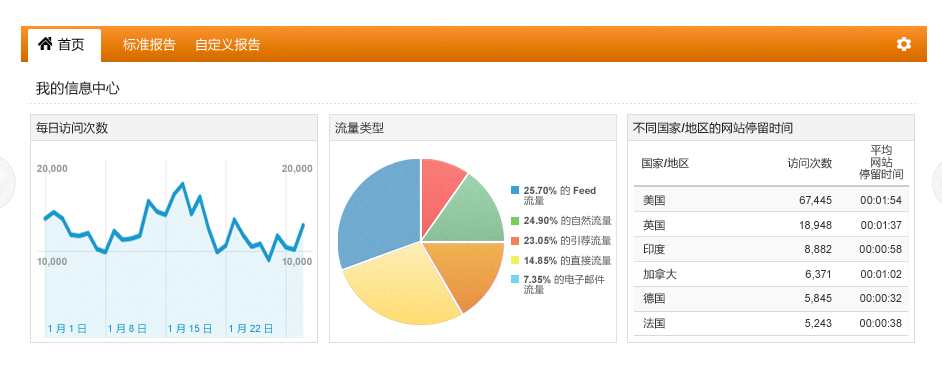 首页 标准报告 自定义报告
我的信息中心
每日访问次数
20,000 20,000
10,000 10,000
1 月 1 日 1 月 8 日 1 月 15 日 1 月 22 日
流量类型
25.70% 的 Feed
流量
24.90% 的自然流量
23.05% 的引荐流量
14.85% 的直接流量
7.35% 的电子邮件
流量
不同国家/地区的网站停留时间
国家/地区 访问次数 平均
网站
停留时间
美国 67,445 00:01:54
英国 18,948 00:01:37
印度 8,882 00:00:58
加拿大 6,371 00:01:02
德国 5,845 00:00:32
法国 5,243 00:00:38